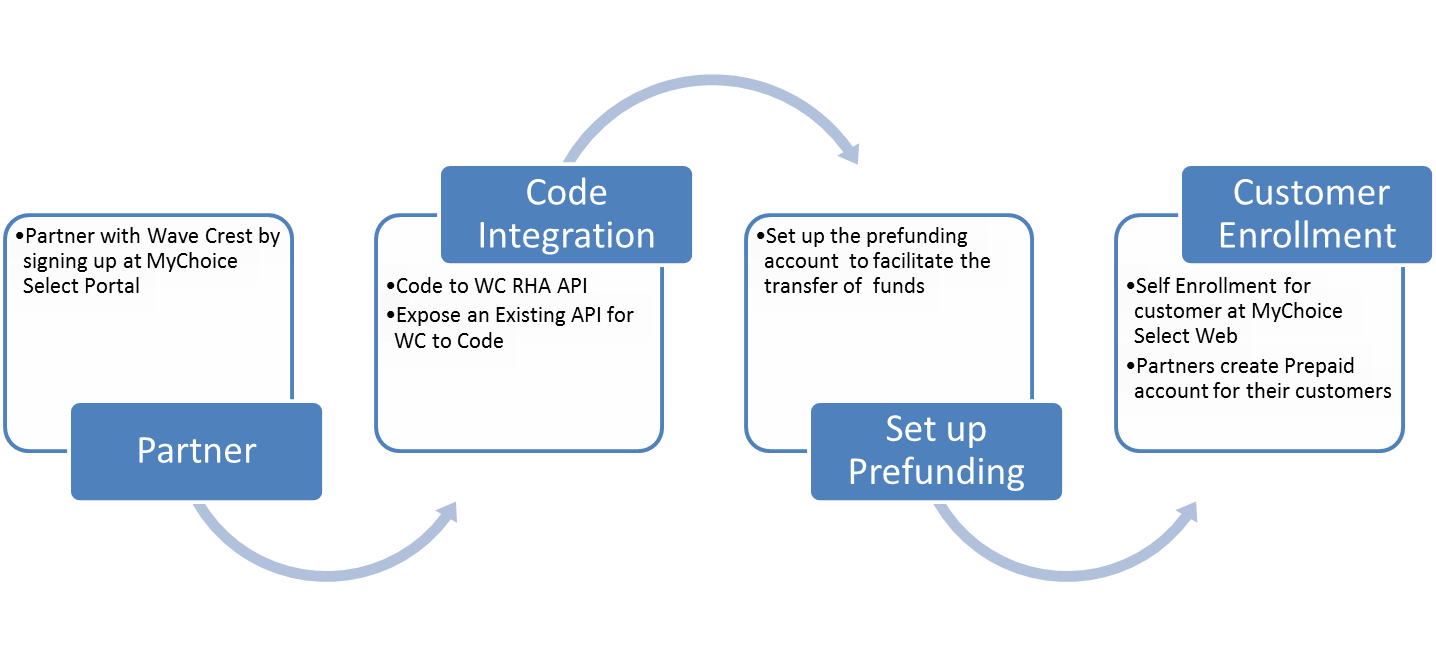 •Partner with Wave Crest by
signing up at MyChoice
Select Portal
Partner
Code
Integration
•Code to WC RHA API
•Expose an Existing API for
WC to Code
•Set up the prefunding
account to facilitate the
transfer of funds
Set up
Prefunding
Customer
Enrollment
•Self Enrollment for
customer at MyChoice
Select Web
•Partners create Prepaid
account for their customers